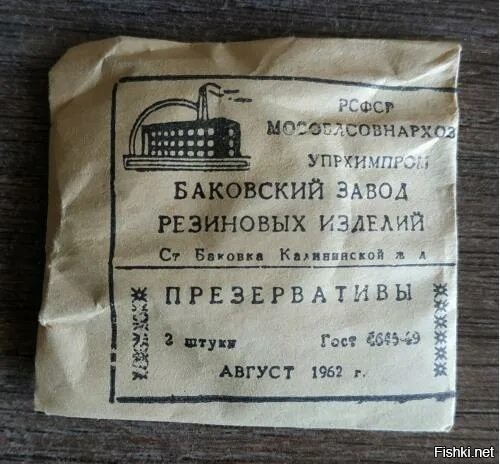 РСФСР
МОСОБЛСОВНАРХОЗ
УПРХИМПРОМ
БАКОВСКИЙ ЗАВОД
РЕЗИНОВЫХ ИЗДЕЛИЙ
Ст Баковка Калининской ж д
ПРЕЗЕРВАТИВЫ
2 штуки Гост 4645-49
АВГУСТ 1962 г.
Fishki.net